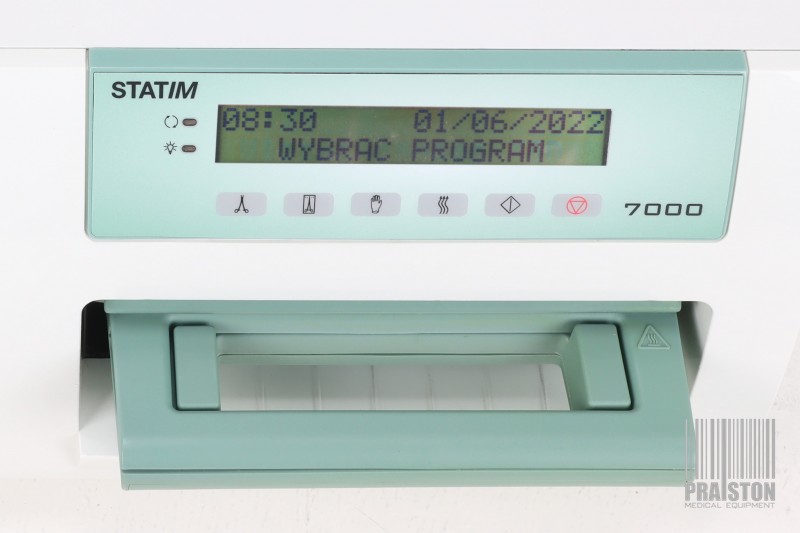 STATIM
08:30 01/06/2022
WYBRAC PROGRAM
7000
PRAISTON
MEDICAL EQUIPMENT